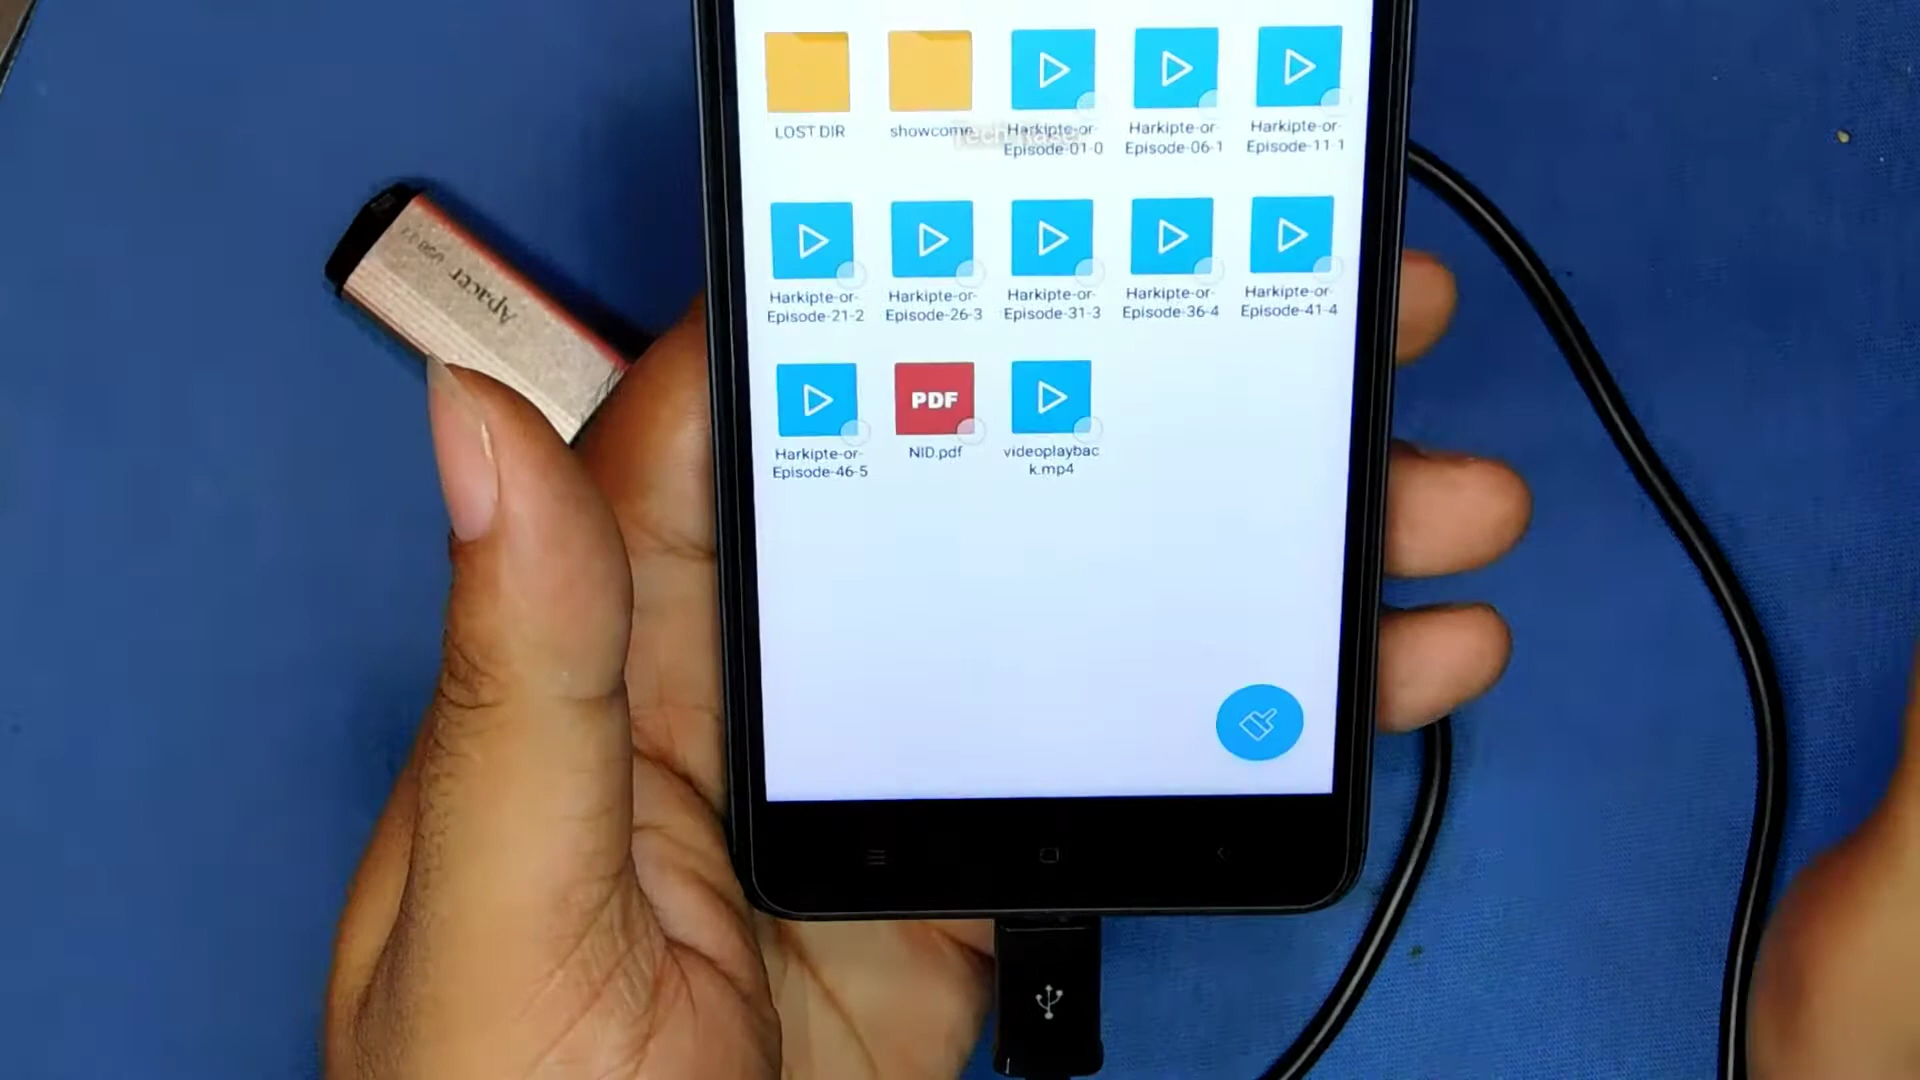 LOST DIR
showcome
Harkipte-or-
Episode-01-0
Harkipte-or-
Episode-06-1
Harkipte-or-
Episode-11-1
Harkipte-or-
Episode-21-2
Harkipte-or-
Episode-26-3
Harkipte-or-
Episode-31-3
Harkipte-or-
Episode-36-4
Harkipte-or-
Episode-41-4
Harkipte-or-
Episode-46-5
PDF
NID.pdf
videoplaybac
k.mp4
Apacer